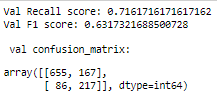 Val Recall score: 0.7161716171617162
Val F1 score: 0.6317321688500728
val confusion_matrix:
array([[655, 167],
[ 86, 217]], dtype=int64)